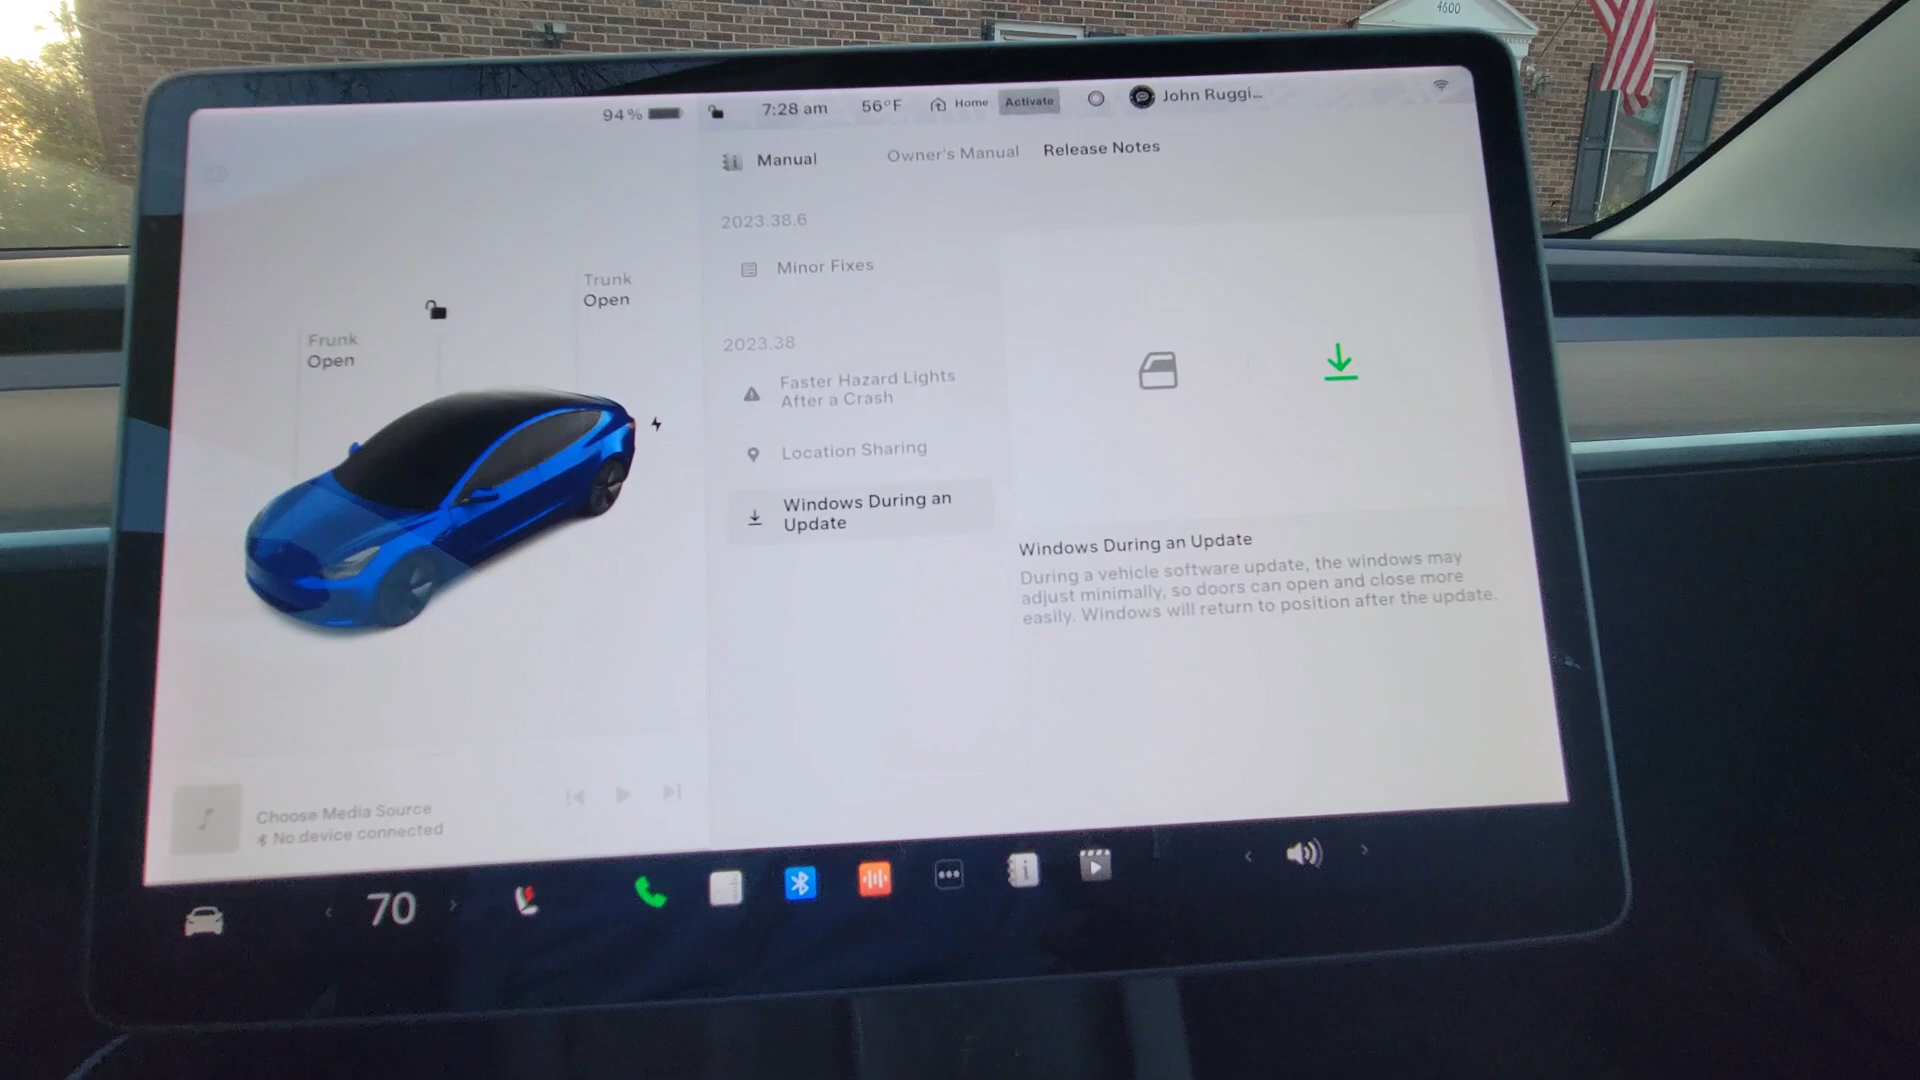 4600
94%
7:28 am
56°F
Home
Activate
John Ruggi...
Manual
Owner's Manual
Release Notes
2023.38.6
Minor Fixes
2023.38
Faster Hazard Lights
After a Crash
Location Sharing
Windows During an
Update
Windows During an Update
During a vehicle software update, the windows may
adjust minimally, so doors can open and close more
easily. Windows will return to position after the update.
Trunk
Open
Frunk
Open
Choose Media Source
No device connected
70